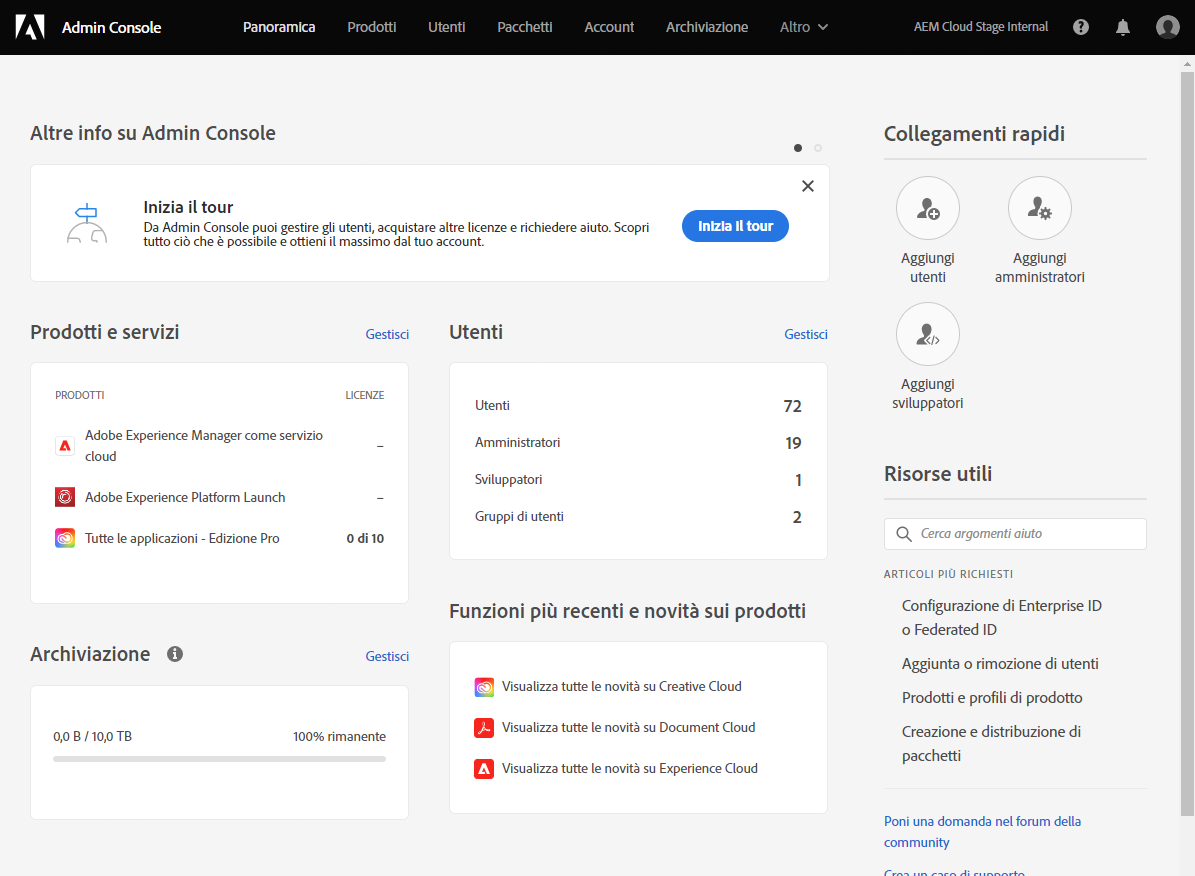 Admin Console
Panoramica
Prodotti
Utenti
Pacchetti
Account
Archiviazione
Altro
AEM Cloud Stage Internal
Altre info su Admin Console
Inizia il tour
Da Admin Console puoi gestire gli utenti, acquistare altre licenze e richiedere aiuto. Scopri
tutto ciò che è possibile e ottieni il massimo dal tuo account.
Inizia il tour
Prodotti e servizi
Gestisci
PRODOTTI
LICENZE
Adobe Experience Manager come servizio
cloud
–
Adobe Experience Platform Launch
–
Tutte le applicazioni - Edizione Pro
0 di 10
Archiviazione
Gestisci
0,0 B / 10,0 TB
100% rimanente
Utenti
Gestisci
Utenti
72
Amministratori
19
Sviluppatori
1
Gruppi di utenti
2
Funzioni più recenti e novità sui prodotti
Visualizza tutte le novità su Creative Cloud
Visualizza tutte le novità su Document Cloud
Visualizza tutte le novità su Experience Cloud
Collegamenti rapidi
Aggiungi
utenti
Aggiungi
amministratori
Aggiungi
sviluppatori
Risorse utili
Cerca argomenti aiuto
ARTICOLI PIÙ RICHIESTI
Configurazione di Enterprise ID
o Federated ID
Aggiunta o rimozione di utenti
Prodotti e profili di prodotto
Creazione e distribuzione di
pacchetti
Poni una domanda nel forum della
community
Crea un caso di supporto